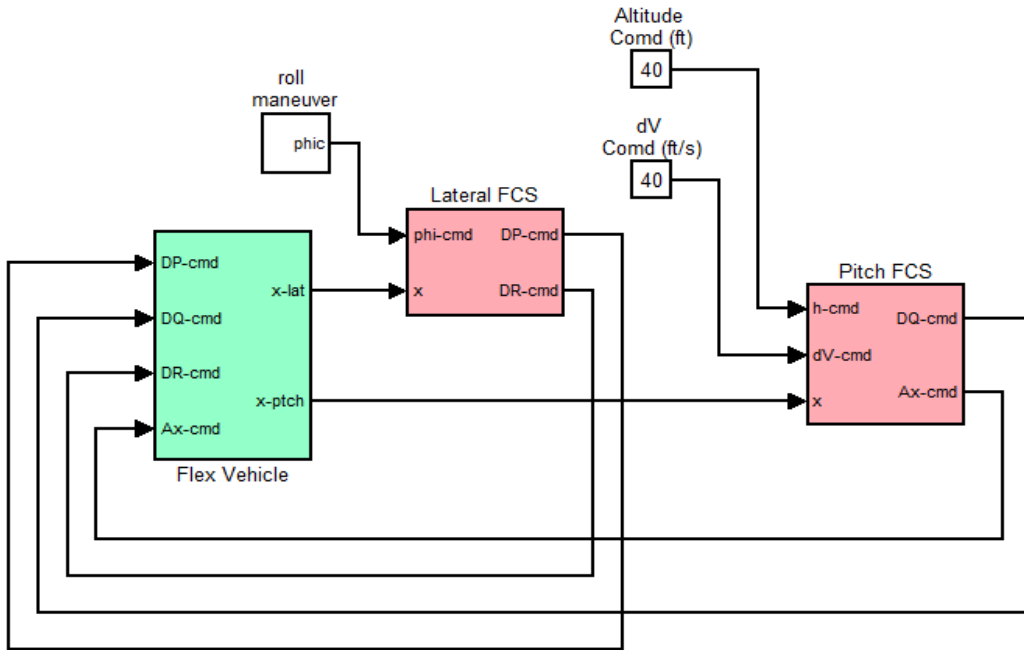 Altitude
Comd (ft)
40
roll
maneuver
phic
dV
Comd (ft/s)
40
Lateral FCS
phi-cmd
DP-cmd
x
DR-cmd
DP-cmd
DQ-cmd
DR-cmd
Ax-cmd
x-lat
x-ptch
Flex Vehicle
Pitch FCS
h-cmd
DQ-cmd
dV-cmd
Ax-cmd
x